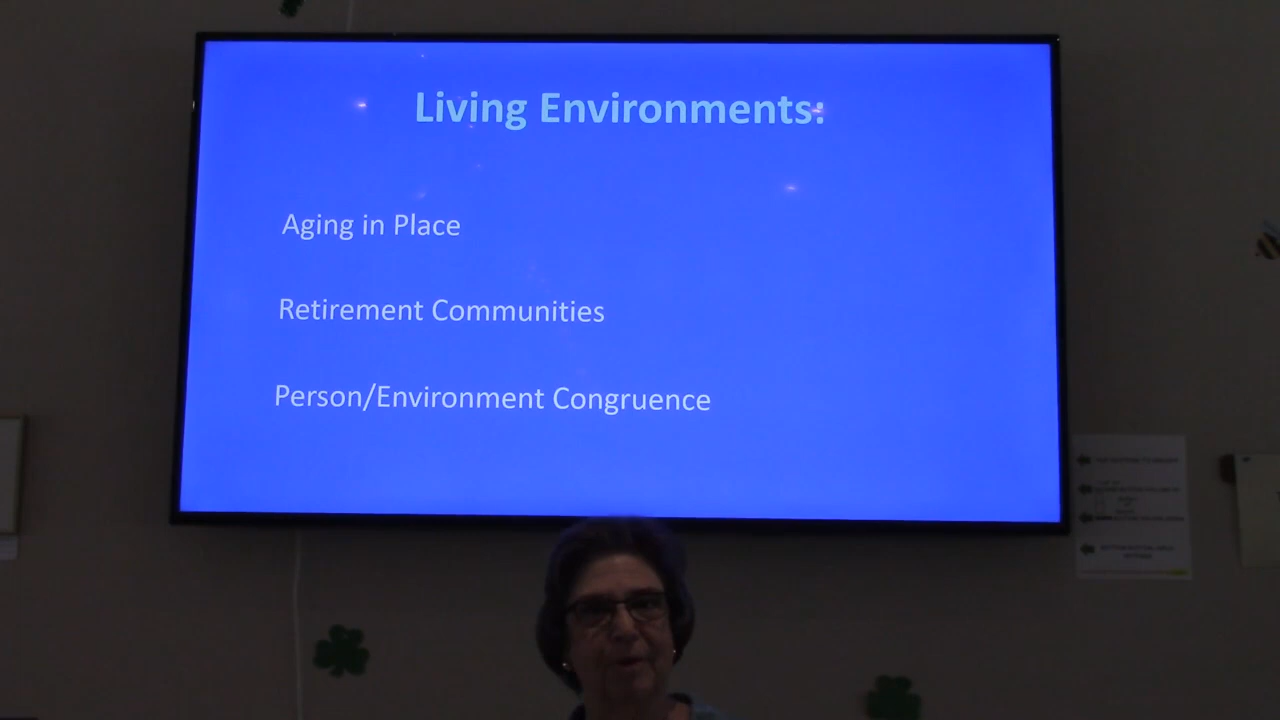 Living Environments:
Aging in Place
Retirement Communities
Person/Environment Congruence